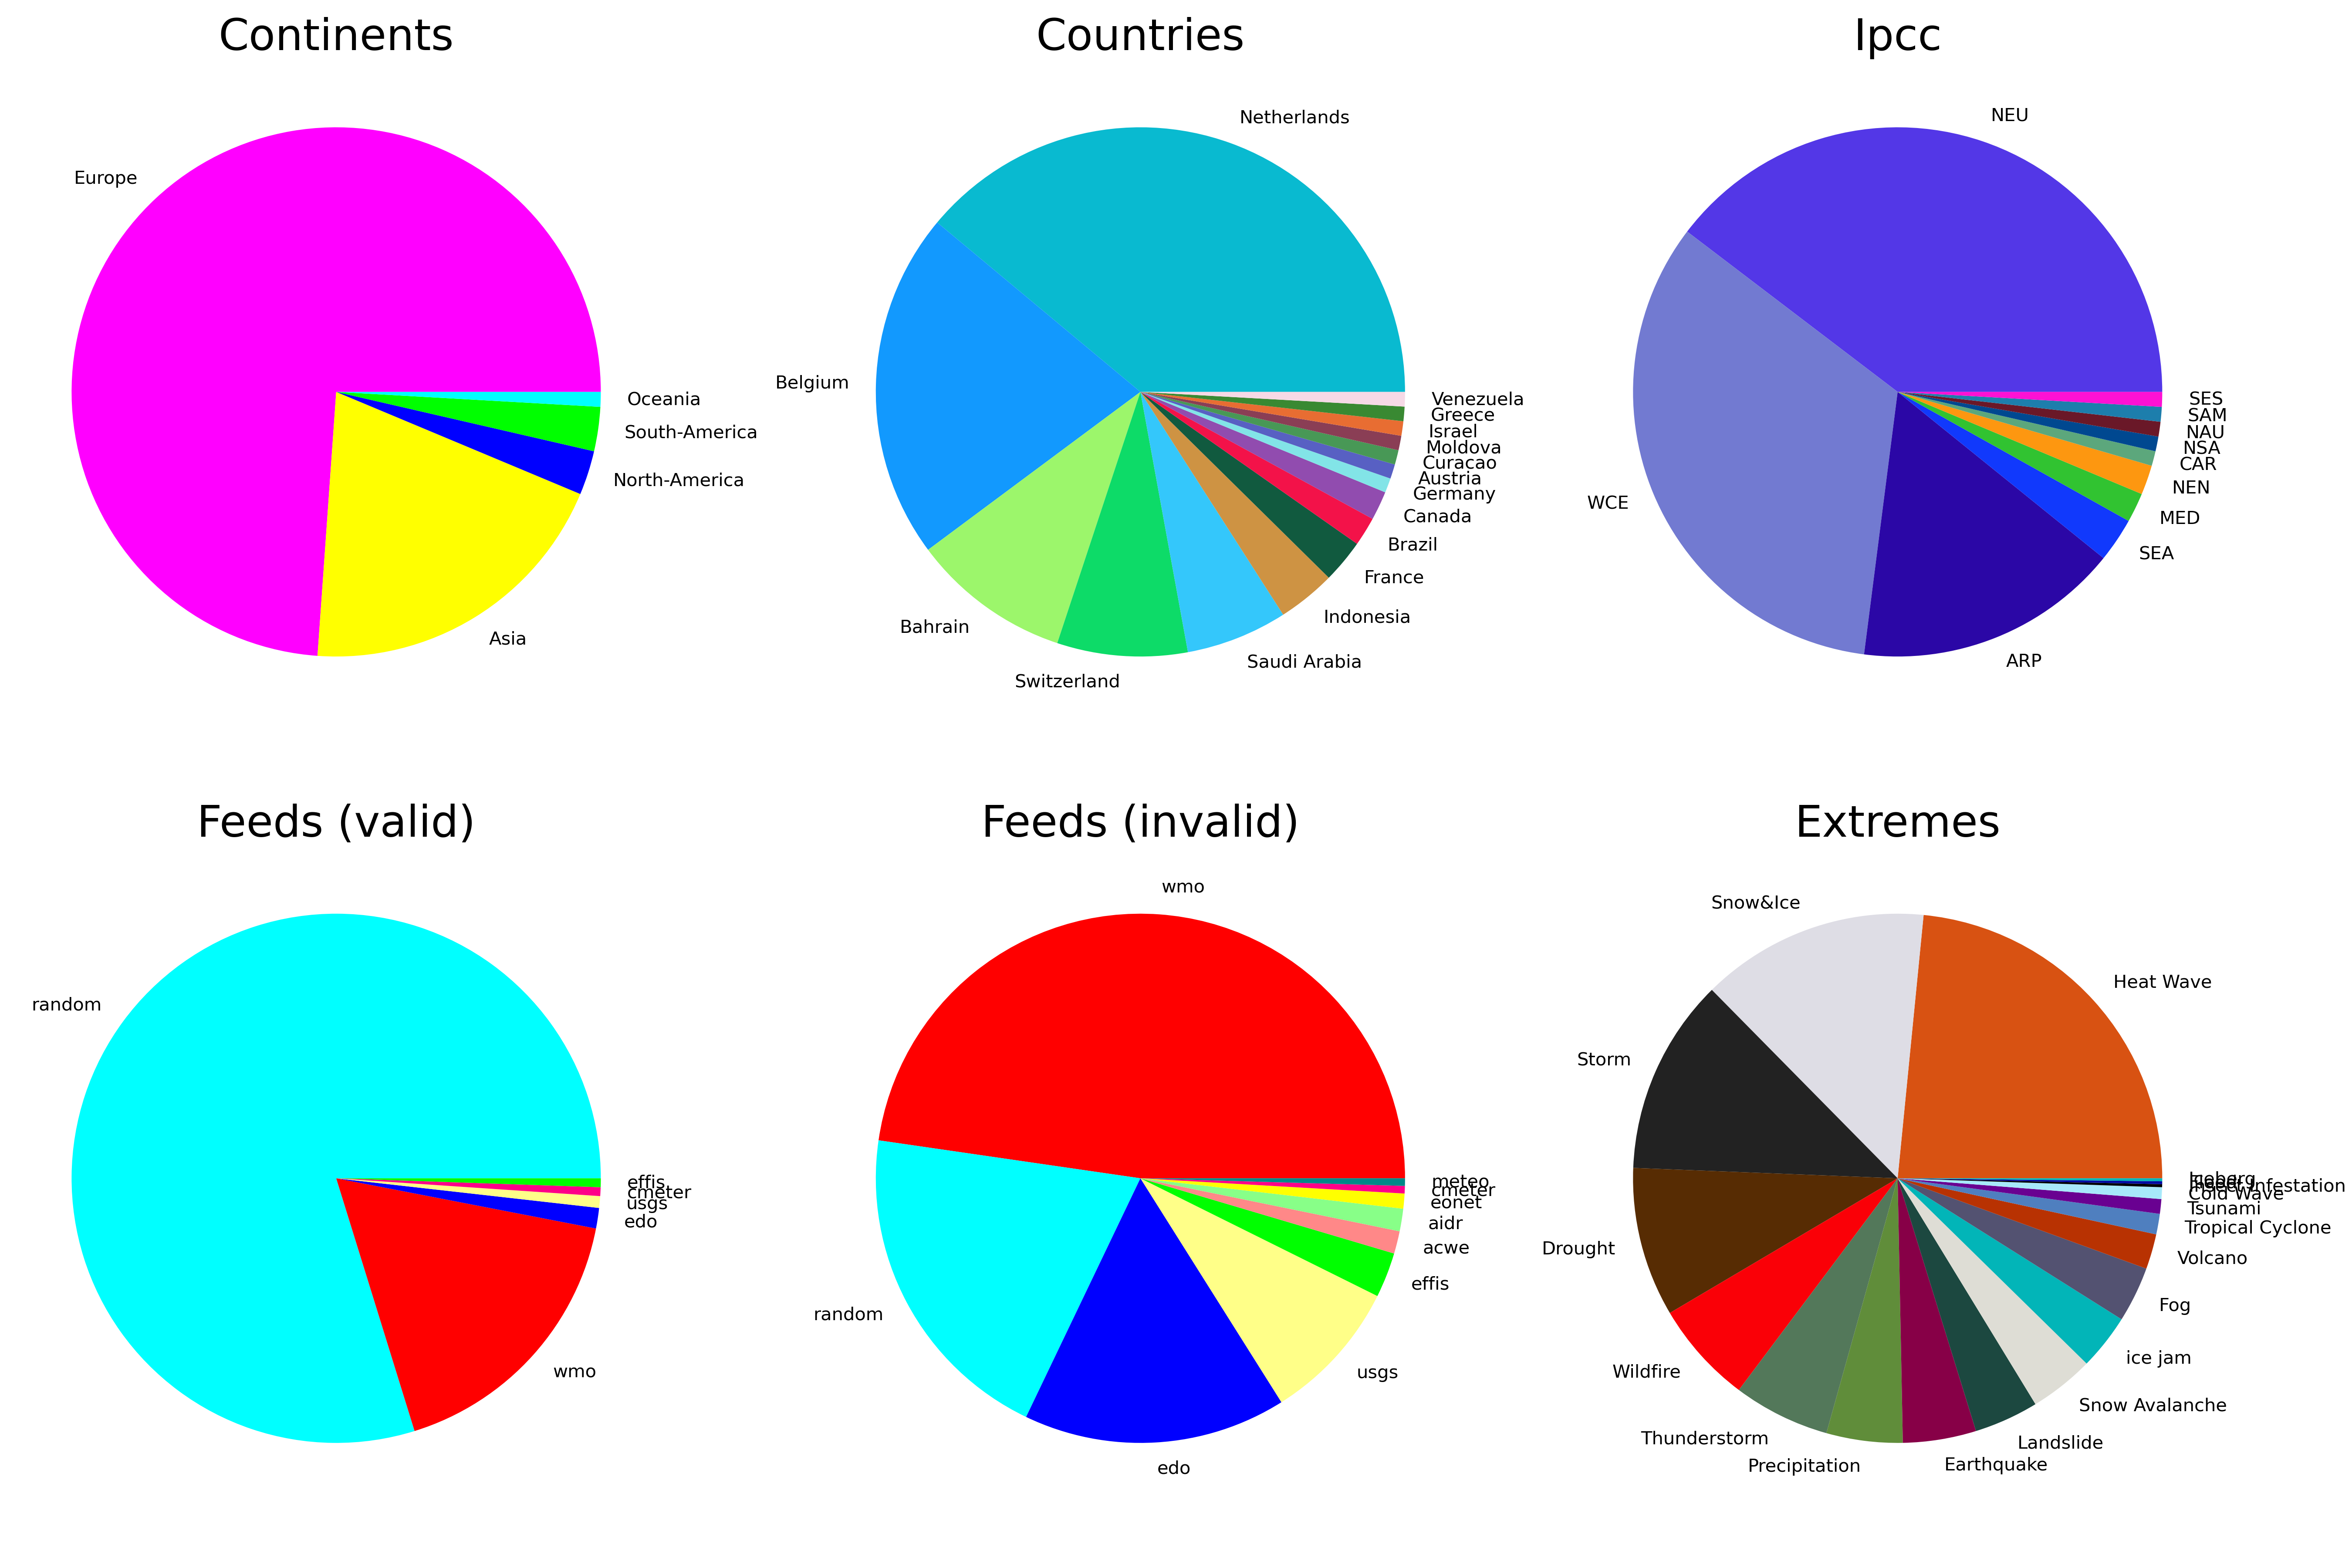 Continents
Europe
Oceania
South-America
North-America
Asia
Countries
Netherlands
Belgium
Venezuela
Greece
Israel
Moldova
Curacao
Austria
Germany
Canada
Brazil
France
Indonesia
Saudi Arabia
Switzerland
Bahrain
Ipcc
NEU
WCE
SES
SAM
NAU
NSA
CAR
NEN
MED
SEA
ARP
Feeds (valid)
random
effis
cmeter
usgs
edo
wmo
Feeds (invalid)
wmo
random
meteo
cmeter
eonet
aidr
acwe
effis
usgs
edo
Extremes
Snow&Ice
Heat Wave
Storm
Drought
Wildfire
Thunderstorm
Precipitation
Earthquake
Landslide
Snow Avalanche
ice jam
Fog
Volcano
Tropical Cyclone
Tsunami
Cold Wave
Insect Infestation
Iceberg